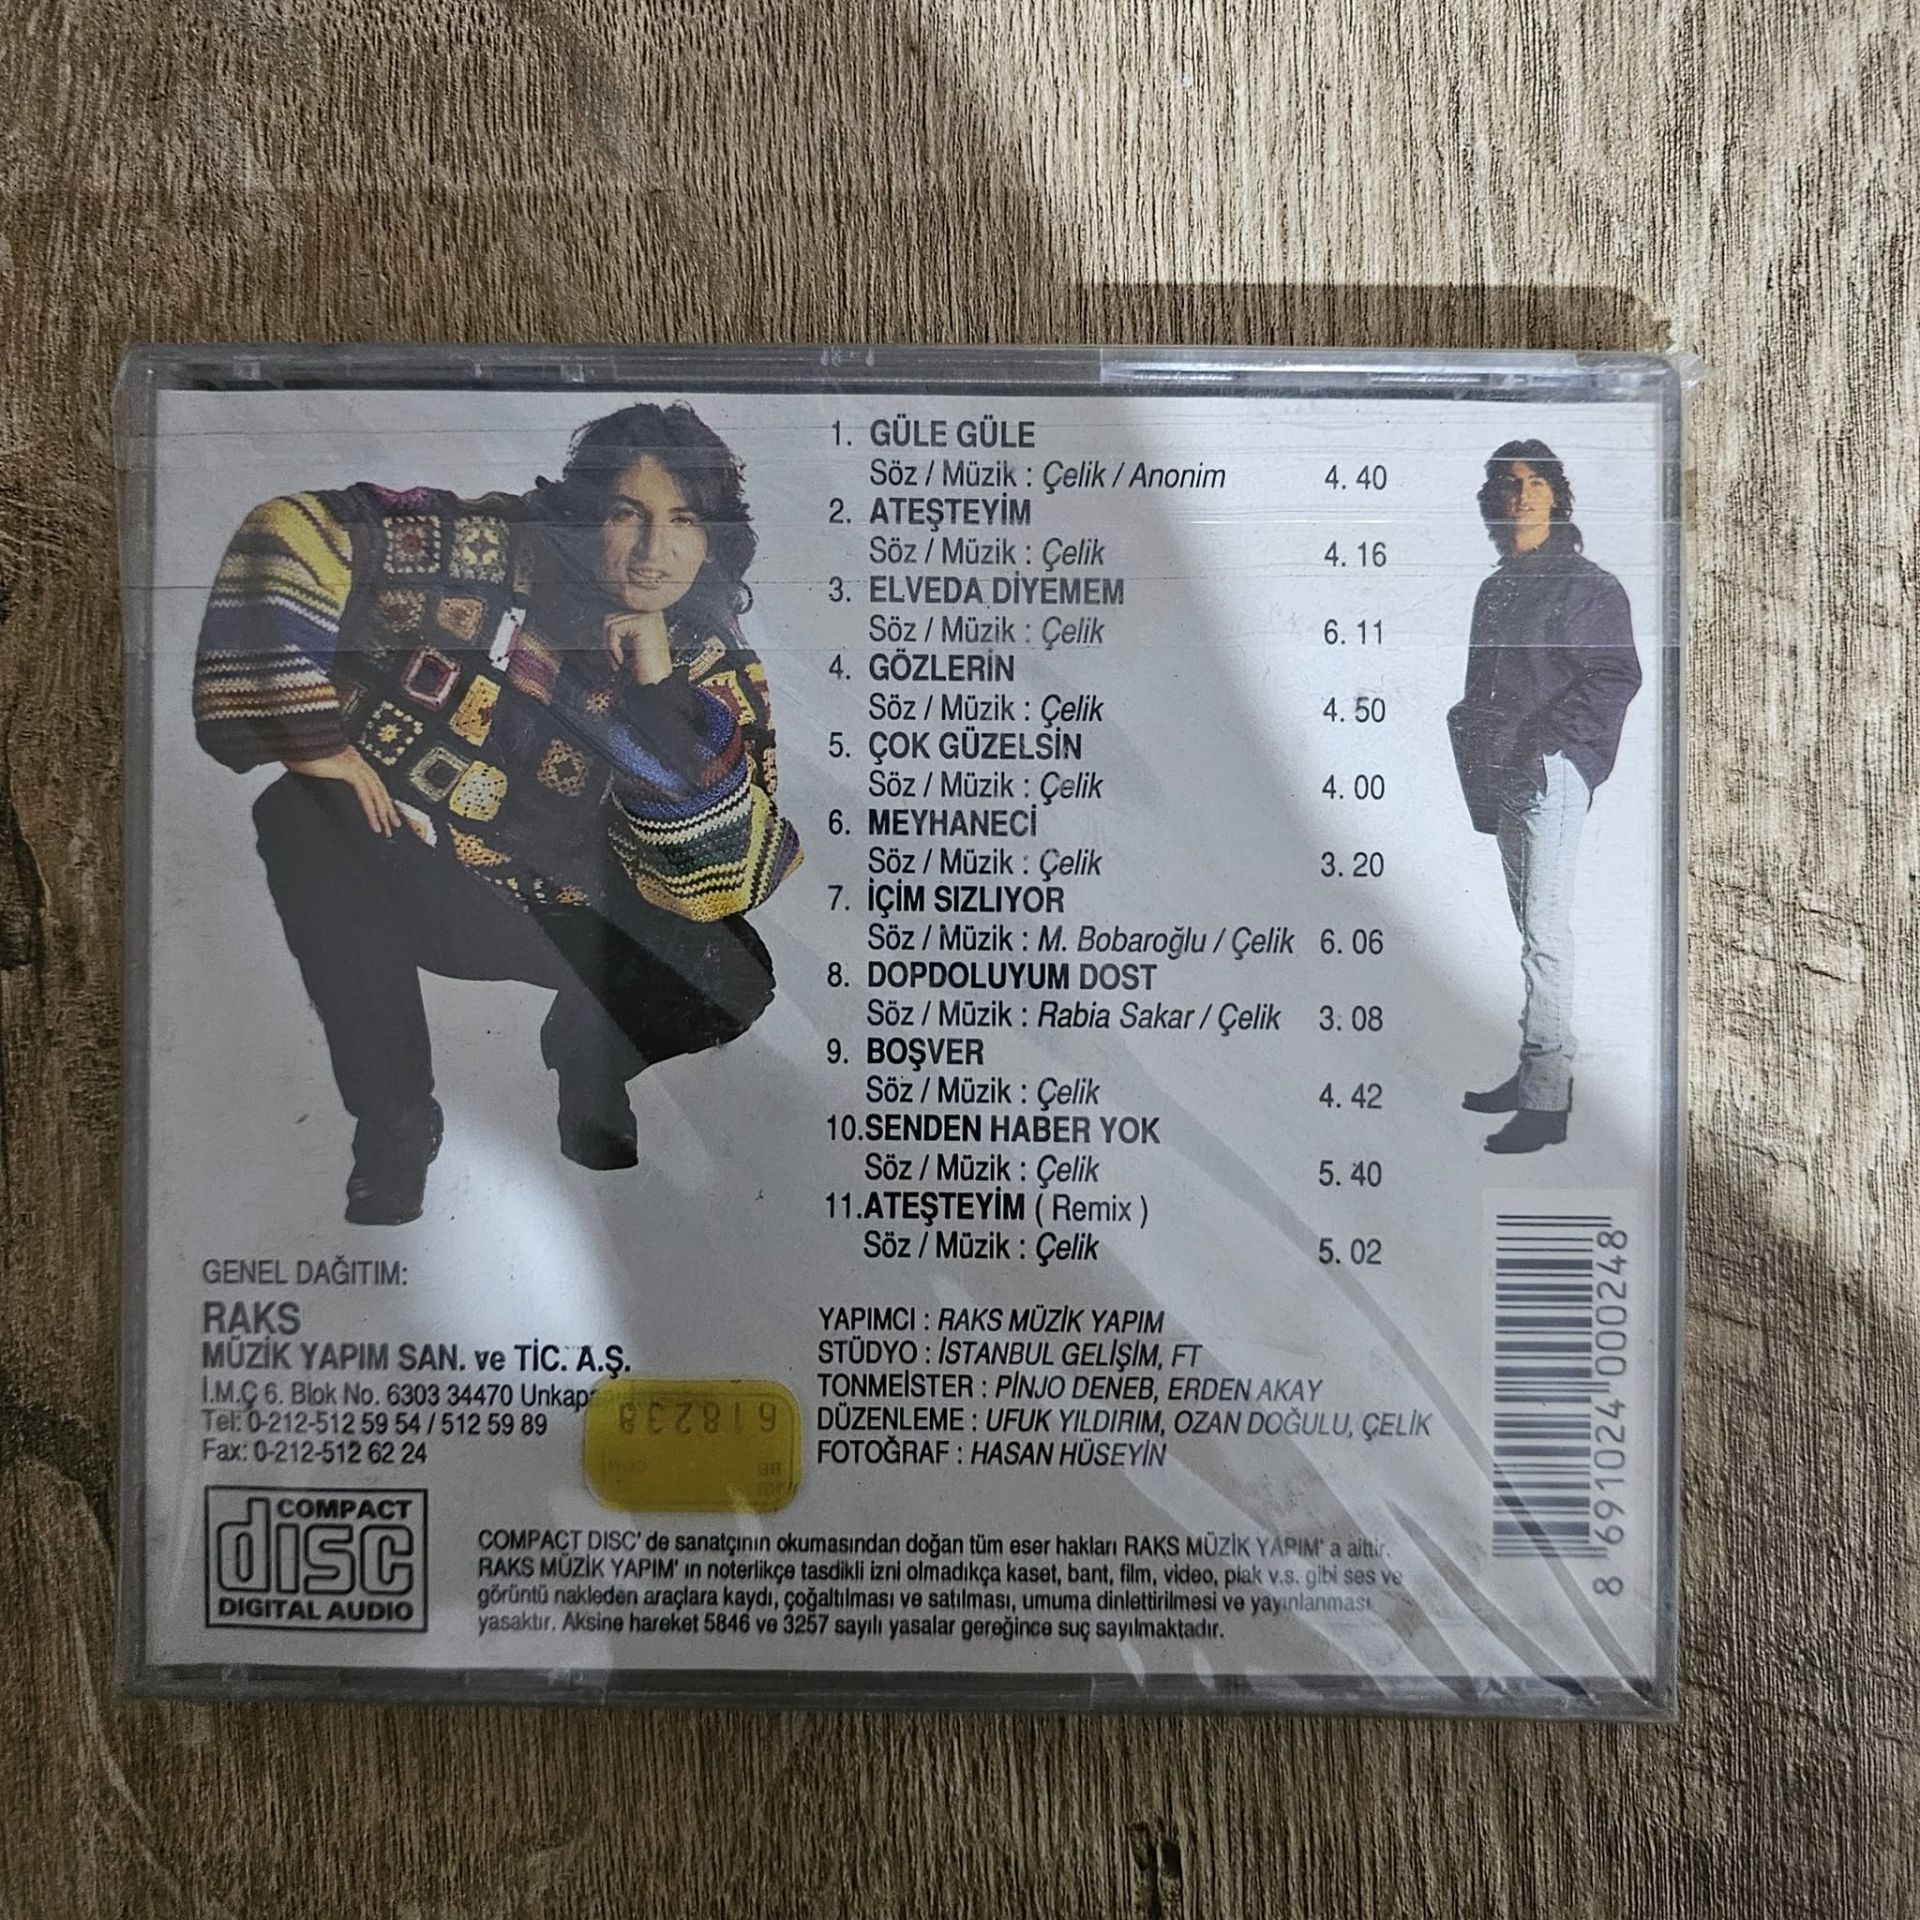 1. GÜLE GÜLE
Söz / Müzik : Çelik / Anonim 4. 40
2. ATEŞTEYİM
Söz / Müzik : Çelik 4. 16
3. ELVEDA DİYEMEM
Söz / Müzik : Çelik 6. 11
4. GÖZLERİN
Söz / Müzik : Çelik 4. 50
5. ÇOK GÜZELSİN
Söz / Müzik : Çelik 4. 00
6. MEYHANECİ
Söz / Müzik : Çelik 3. 20
7. İÇİM SIZLIYOR
Söz / Müzik : M. Bobaroğlu / Çelik 6. 06
8. DOPDOLUYUM DOST
Söz / Müzik : Rabia Sakar / Çelik 3. 08
9. BOŞVER
Söz / Müzik : Çelik 4. 42
10.SENDEN HABER YOK
Söz / Müzik : Çelik 5. 40
11.ATEŞTEYİM ( Remix )
Söz / Müzik : Çelik 5. 02
GENEL DAĞITIM:
RAKS
MÜZİK YAPIM SAN. ve TİC. A.Ş.
İ.M.Ç 6. Blok No. 6303 34470
Tel: 0-212-512 59 54 / 512 59 89
Fax: 0-212-512 62 24
YAPIMCI : RAKS MÜZİK YAPIM
STÜDYO : İSTANBUL GELİŞİM, FT
TONMEİSTER : PİNJO DENEB, ERDEN AKAY
DÜZENLEME : UFUK YILDIRIM, OZAN DOĞULU, ÇELİK
FOTOĞRAF : HASAN HÜSEYİN
COMPACT
disc
DIGITAL AUDIO
COMPACT DISC' de sanatçının okumasından doğan tüm eser hakları RAKS MÜZİK YAPIM' a aittir.
RAKS MÜZİK YAPIM' ın noterlikçe tasdikli izni olmadıkça kaset, bant, film, video, plak v.s. gibi ses ve
görüntü nakleden araçlara kaydı, çoğaltılması ve satılması, umuma dinlettirilmesi ve yayınlanması
yasaktır. Aksine hareket 5846 ve 3257 sayılı yasalar gereğince suç sayılmaktadır.
8 691024 000248